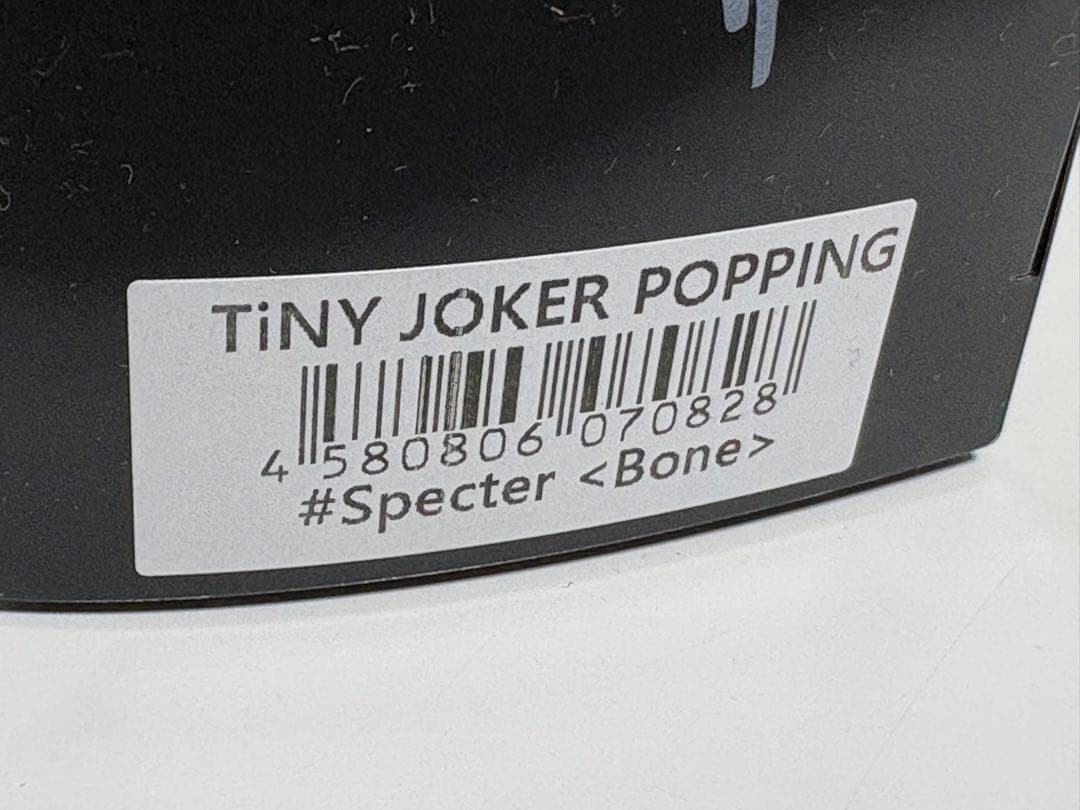 TiNY JOKER POPPING
4 580806 070828
#Specter <Bone>